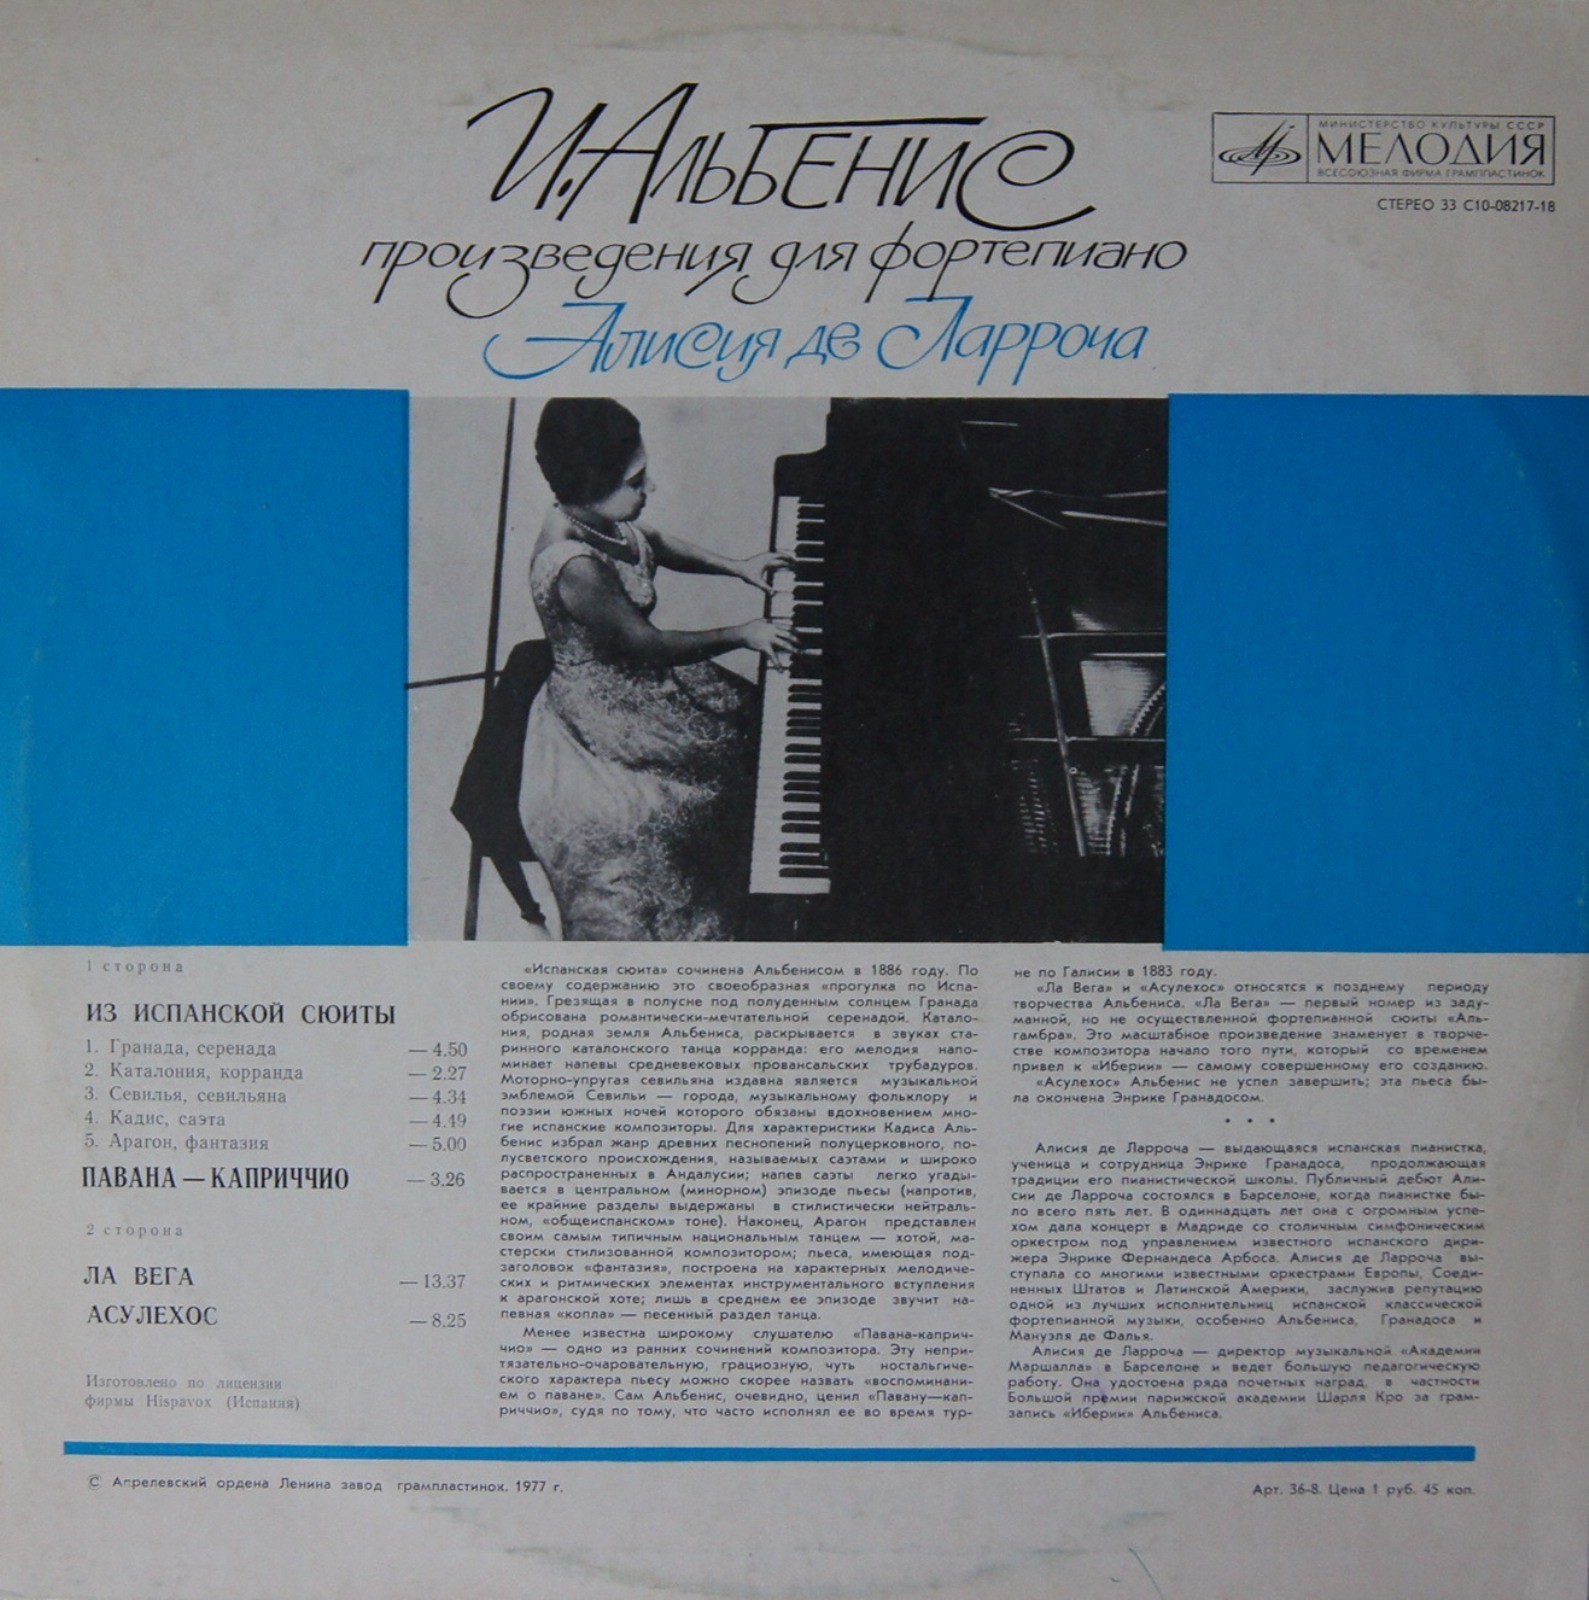 И. Альбенис
произведения для фортепиано
Алисия де Ларроча
МИНИСТЕРСТВО КУЛЬТУРЫ СССР
МЕЛОДИЯ
ВСЕСОЮЗНАЯ ФИРМА ГРАМПЛАСТИНОК
СТЕРЕО 33 С10-08217-18
1 сторона
ИЗ ИСПАНСКОЙ СЮИТЫ
1. Гранада, серенада — 4.50
2. Каталония, корранда — 2.27
3. Севилья, севильяна — 4.34
4. Кадис, саэта — 4.49
5. Арагон, фантазия — 5.00
ПАВАНА — КАПРИЧЧИО — 3.26
2 сторона
ЛА ВЕГА — 13.37
АСУЛЕХОС — 8.25
Изготовлено по лицензии
фирмы Hispavox (Испания)
«Испанская сюита» сочинена Альбенисом в 1886 году. По
своему содержанию это своеобразная «прогулка по Испа-
нии». Грезящая в полусне под полуденным солнцем Гранада
обрисована романтически-мечтательной серенадой. Катало-
ния, родная земля Альбениса, раскрывается в звуках ста-
ринного каталонского танца корранда: его мелодия напо-
минает напевы средневековых провансальских трубадуров.
Моторно-упругая севильяна издавна является музыкальной
эмблемой Севильи — города, музыкальному фольклору и
поэзии южных ночей которого обязаны вдохновением мно-
гие испанские композиторы. Для характеристики Кадиса Аль-
бенис избрал жанр древних песнопений полуцерковного, по-
лусветского происхождения, называемых саэтами и широко
распространенных в Андалусии; напев саэты легко угады-
вается в центральном (минорном) эпизоде пьесы (напротив,
ее крайние разделы выдержаны в стилистически нейтраль-
ном, «общеиспанском» тоне). Наконец, Арагон представлен
своим самым типичным национальным танцем — хотой, ма-
стерски стилизованной композитором; пьеса, имеющая под-
заголовок «фантазия», построена на характерных мелодиче-
ских и ритмических элементах инструментального вступления
к арагонской хоте; лишь в среднем ее эпизоде звучит на-
певная «копла» — песенный раздел танца.
Менее известна широкому слушателю «Павана-каприч-
чио» — одно из ранних сочинений композитора. Эту непри-
тязательно-очаровательную, грациозную, чуть ностальгиче-
ского характера пьесу можно скорее назвать «воспоминани-
ем о паване». Сам Альбенис, очевидно, ценил «Павану—кап-
риччио», судя по тому, что часто исполнял ее во время тур-
не по Галисии в 1883 году.
«Ла Вега» и «Асулехос» относятся к позднему периоду
творчества Альбениса. «Ла Вега» — первый номер из заду-
манной, но не осуществленной фортепианной сюиты «Аль-
гамбра». Это масштабное произведение знаменует в творче-
стве композитора начало того пути, который со временем
привел к «Иберии» — самому совершенному его созданию.
«Асулехос» Альбенис не успел завершить; эта пьеса бы-
ла окончена Энрике Гранадосом.
* * *
Алисия де Ларроча — выдающаяся испанская пианистка,
ученица и сотрудница Энрике Гранадоса, продолжающая
традиции его пианистической школы. Публичный дебют Али-
сии де Ларроча состоялся в Барселоне, когда пианистке бы-
ло всего пять лет. В одиннадцать лет она с огромным успе-
хом дала концерт в Мадриде со столичным симфоническим
оркестром под управлением известного испанского дири-
жера Энрике Фернандеса Арбоса. Алисия де Ларроча вы-
ступала со многими известными оркестрами Европы, Соеди-
ненных Штатов и Латинской Америки, заслужив репутацию
одной из лучших исполнительниц испанской классической
фортепианной музыки, особенно Альбениса, Гранадоса и
Мануэля де Фалья.
Алисия де Ларроча — директор музыкальной «Академии
Маршалла» в Барселоне и ведет большую педагогическую
работу. Она удостоена ряда почетных наград, в частности
Большой премии парижской академии Шарля Кро за грам-
запись «Иберии» Альбениса.
© Апрелевский ордена Ленина завод грампластинок. 1977 г.
Арт. 36-8. Цена 1 руб. 45 коп.